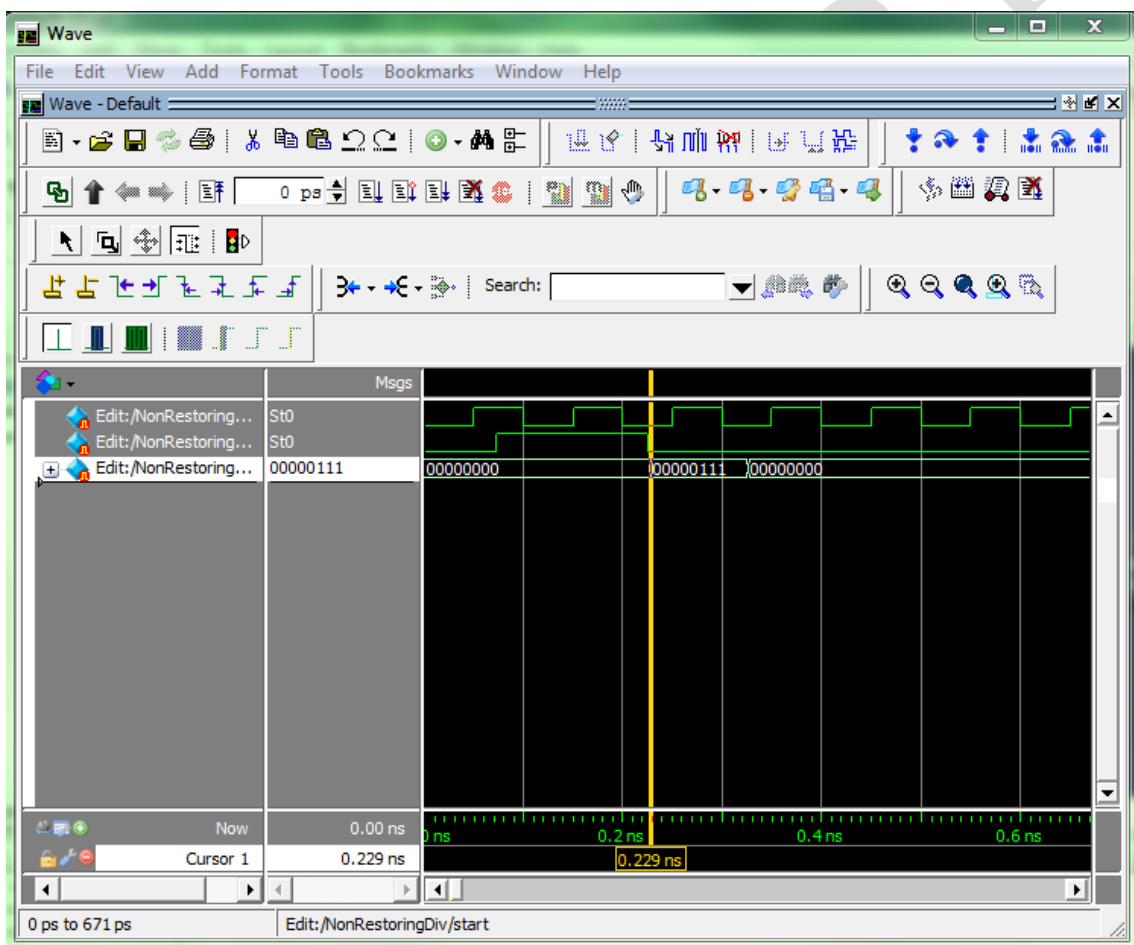 Wave
File Edit View Add Format Tools Bookmarks Window Help
Wave - Default
0 ps
Search:
Msgs
Edit:/NonRestoring... St0
Edit:/NonRestoring... St0
Edit:/NonRestoring... 00000111 00000000 00000111 00000000
Now 0.00 ns ns 0.2 ns 0.4 ns 0.6 ns
Cursor 1 0.229 ns 0.229 ns
0 ps to 671 ps Edit:/NonRestoringDiv/start